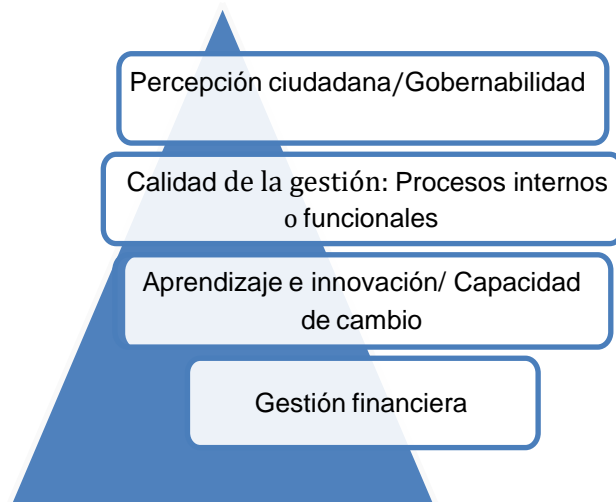 Percepción ciudadana/Gobernabilidad
Calidad de la gestión: Procesos internos
o funcionales
Aprendizaje e innovación/ Capacidad
de cambio
Gestión financiera